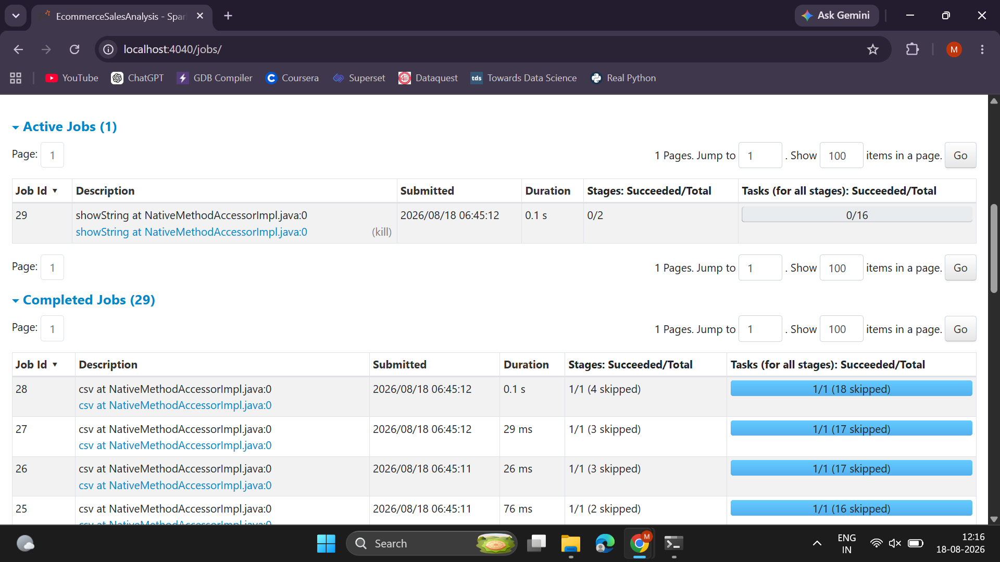 EcommerceSalesAnalysis - Spar
Ask Gemini
localhost:4040/jobs/
M
YouTube ChatGPT GDB Compiler Coursera Superset Dataquest tds Towards Data Science Real Python
Active Jobs (1)
Page: 1 1 Pages. Jump to 1 . Show 100 items in a page. Go
Job Id Description Submitted Duration Stages: Succeeded/Total Tasks (for all stages): Succeeded/Total
29 showString at NativeMethodAccessorImpl.java:0 2026/08/18 06:45:12 0.1 s 0/2 0/16
showString at NativeMethodAccessorImpl.java:0 (kill)
Page: 1 1 Pages. Jump to 1 . Show 100 items in a page. Go
Completed Jobs (29)
Page: 1 1 Pages. Jump to 1 . Show 100 items in a page. Go
Job Id Description Submitted Duration Stages: Succeeded/Total Tasks (for all stages): Succeeded/Total
28 csv at NativeMethodAccessorImpl.java:0 2026/08/18 06:45:12 0.1 s 1/1 (4 skipped) 1/1 (18 skipped)
csv at NativeMethodAccessorImpl.java:0
27 csv at NativeMethodAccessorImpl.java:0 2026/08/18 06:45:12 29 ms 1/1 (3 skipped) 1/1 (17 skipped)
csv at NativeMethodAccessorImpl.java:0
26 csv at NativeMethodAccessorImpl.java:0 2026/08/18 06:45:11 26 ms 1/1 (3 skipped) 1/1 (17 skipped)
csv at NativeMethodAccessorImpl.java:0
25 csv at NativeMethodAccessorImpl.java:0 2026/08/18 06:45:11 76 ms 1/1 (2 skipped) 1/1 (16 skipped)
csv at NativeMethodAccessorImpl.java:0
Search
M
ENG
IN
12:16
18-08-2026